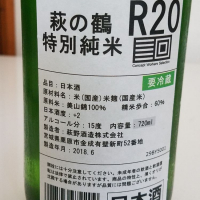 萩の鶴
特別純米
R20
要冷蔵
品目:日本酒
原料名:米(国産)米麹(国産米)
原料米:美山錦100% 精米歩合:60%
日本酒度:+2
アルコール分:15度 内容量:720ml
製造者:萩野酒造株式会社
宮城県栗原市金成有壁新町52番地
製造年月:2018.6
日本酒